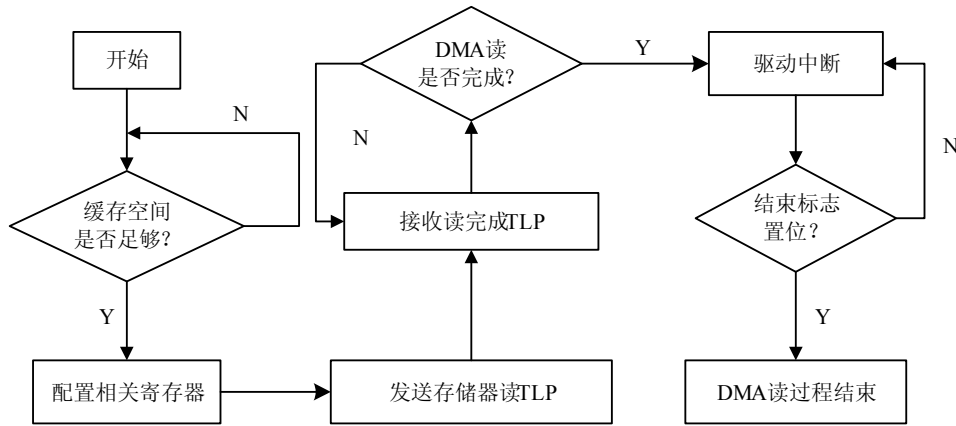 开始
N
缓存空间
是否足够？
Y
配置相关寄存器
发送存储器读TLP
接收读完成TLP
N
DMA读
是否完成？
Y
驱动中断
N
结束标志
置位？
Y
DMA读过程结束